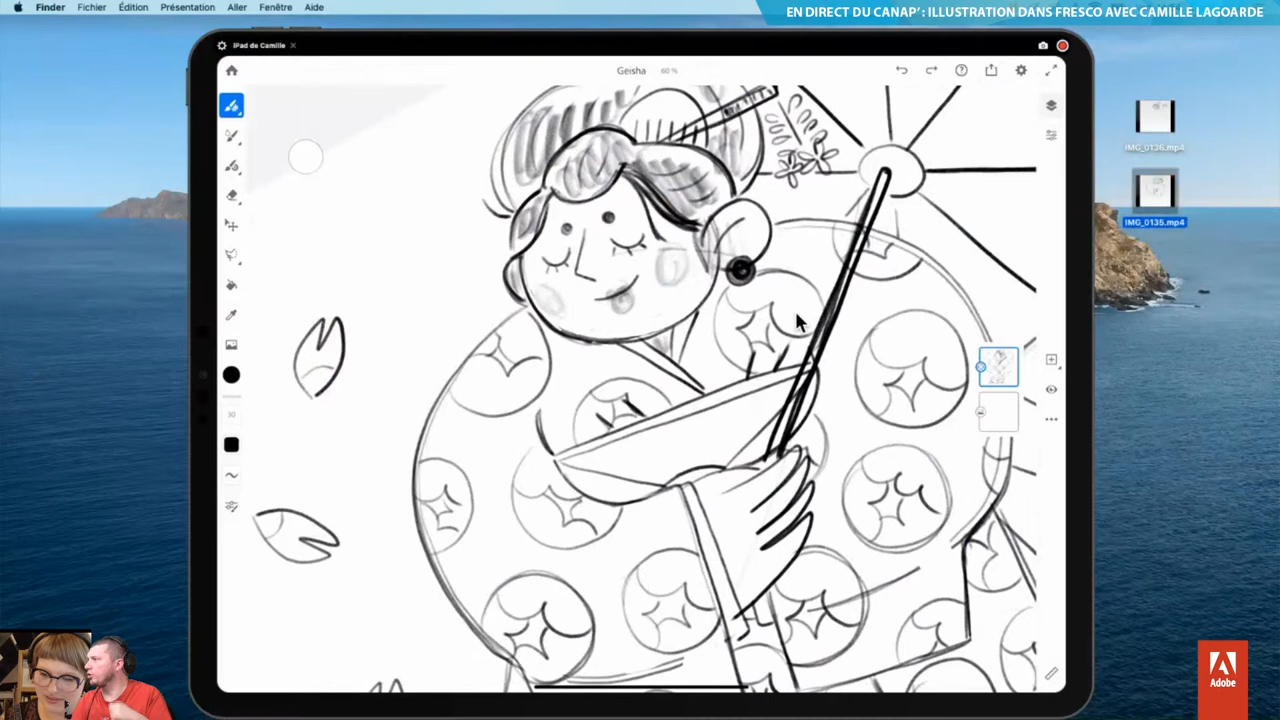 Finder Fichier Édition Présentation Aller Fenêtre Aide
EN DIRECT DU CANAP' : ILLUSTRATION DANS FRESCO AVEC CAMILLE LAGOARDE
iPad de Camille
Geisha 60 %
IMG_0136.mp4
IMG_0135.mp4
30
Adobe